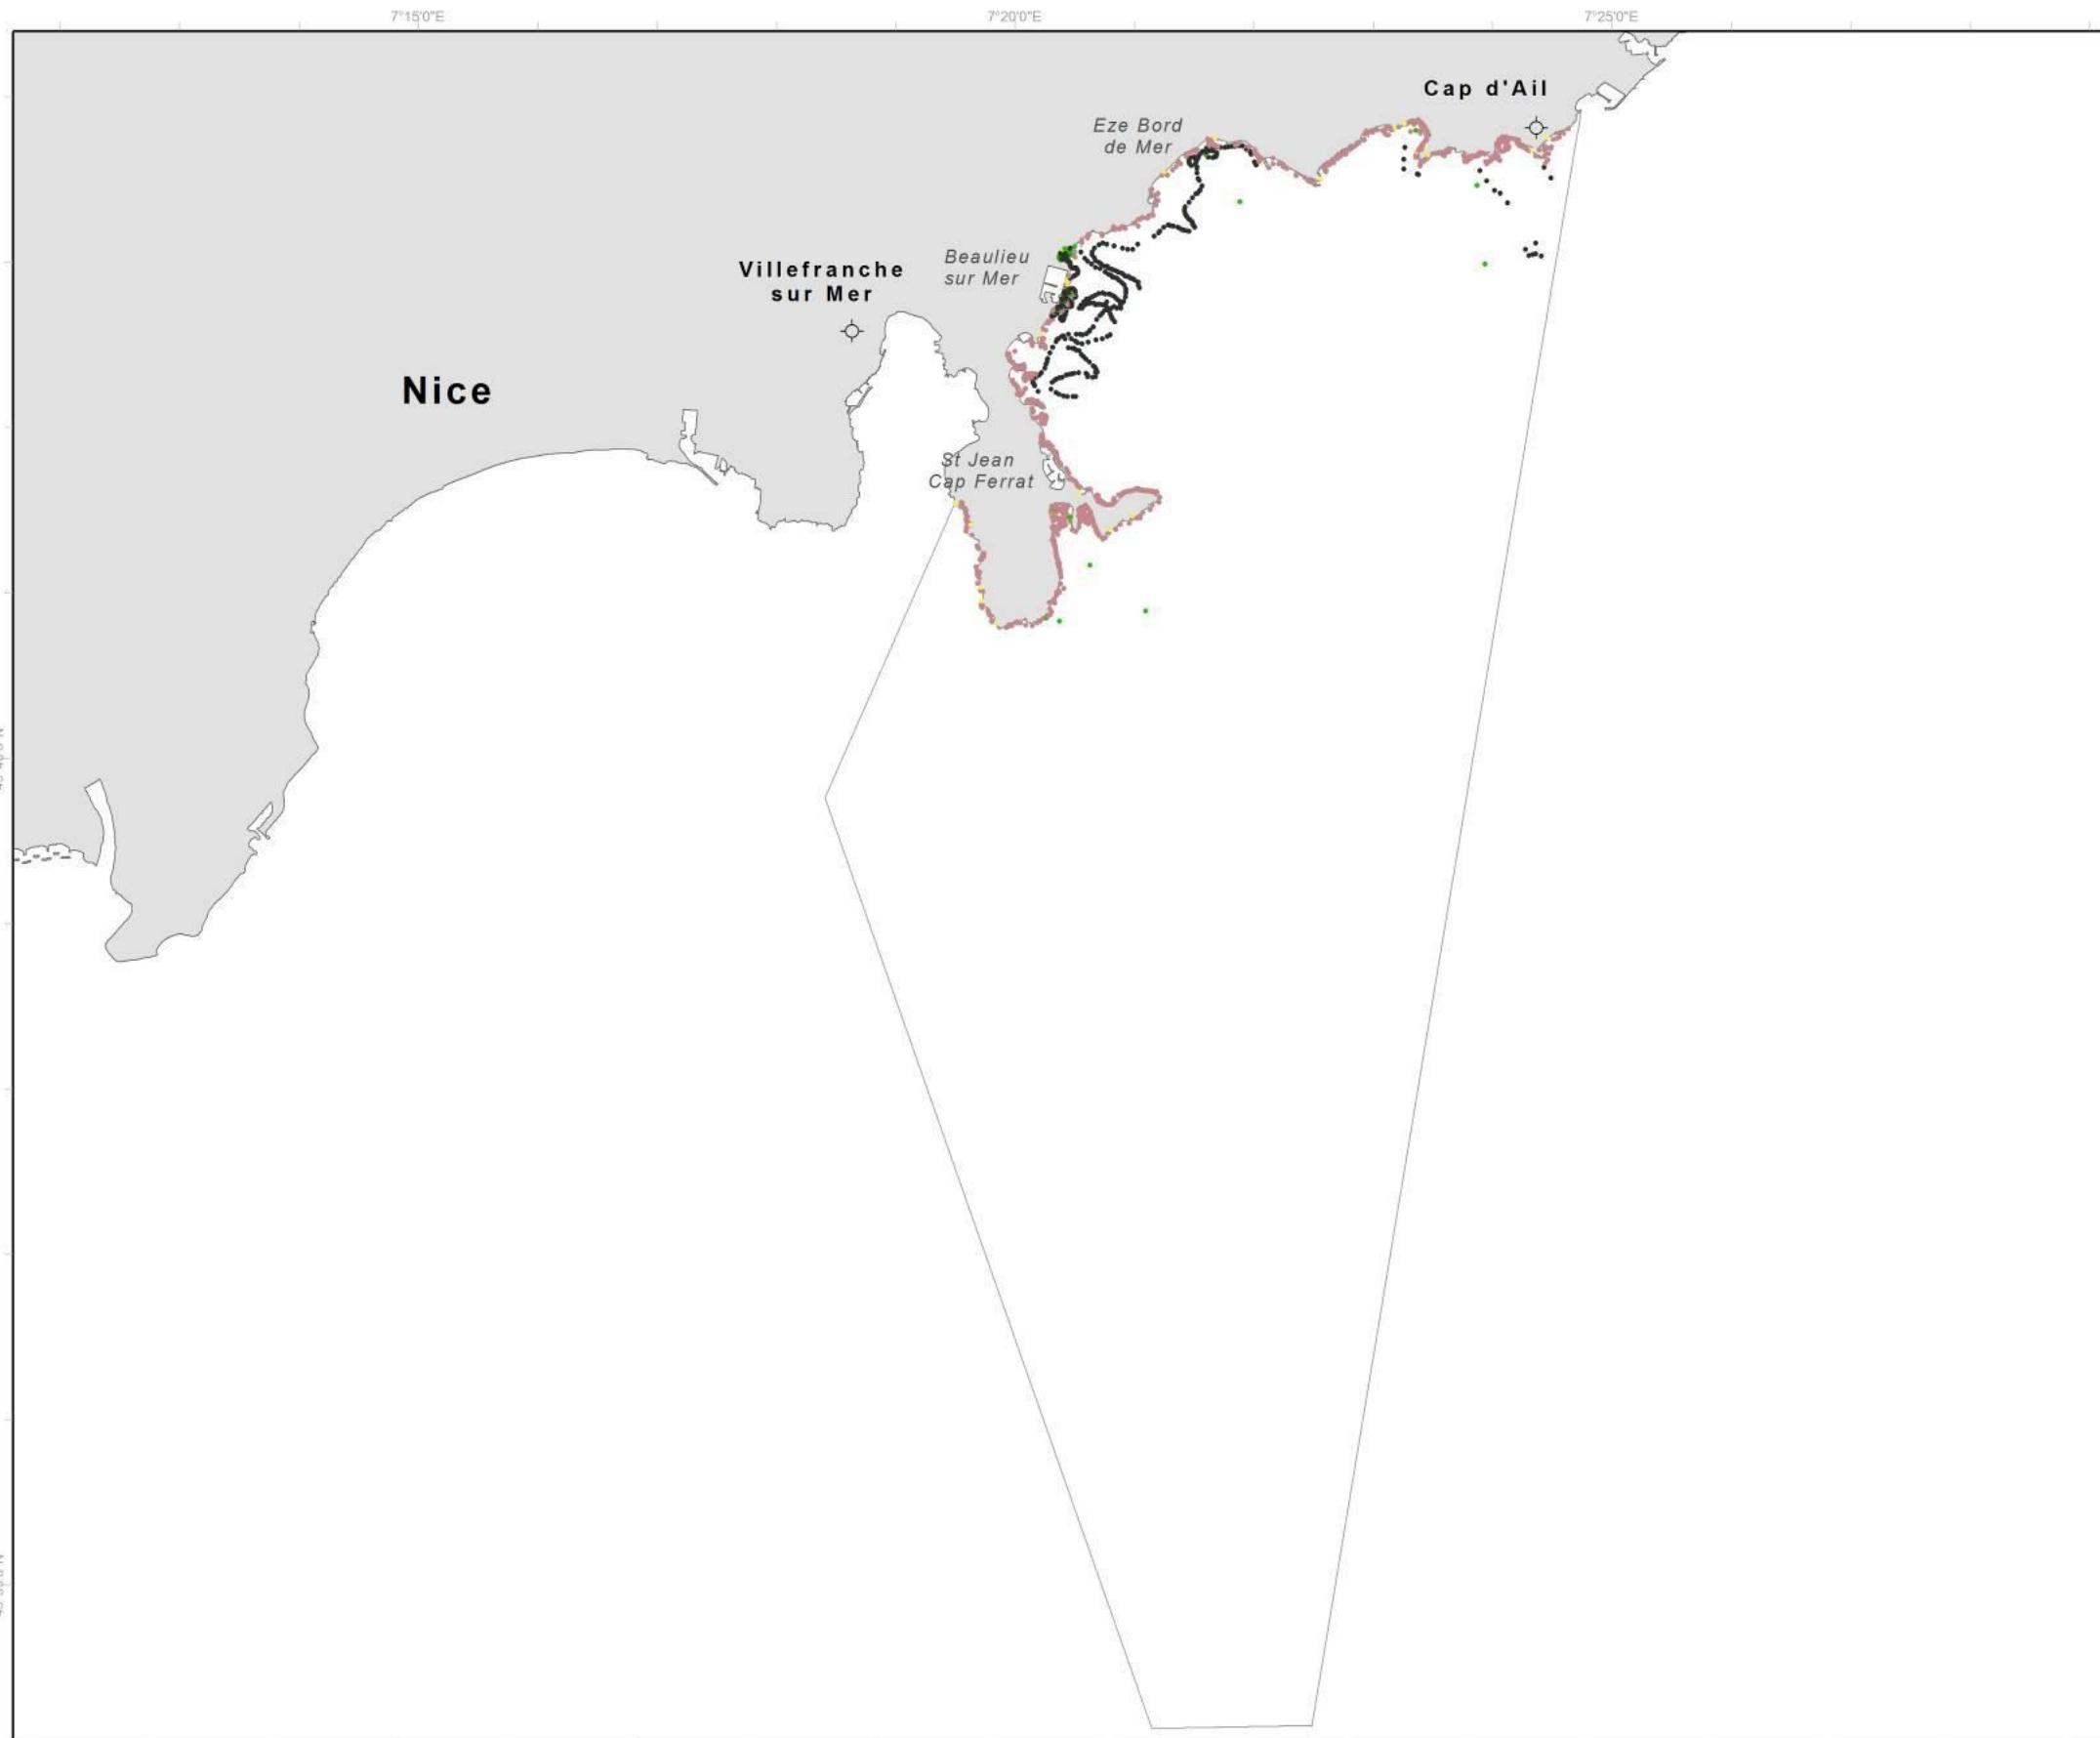 7°15'0"E
7°20'0"E
7°25'0"E
Cap d'Ail
Eze Bord
de Mer
Beaulieu
sur Mer
Villefranche
sur Mer
Nice
St Jean
Cap Ferrat